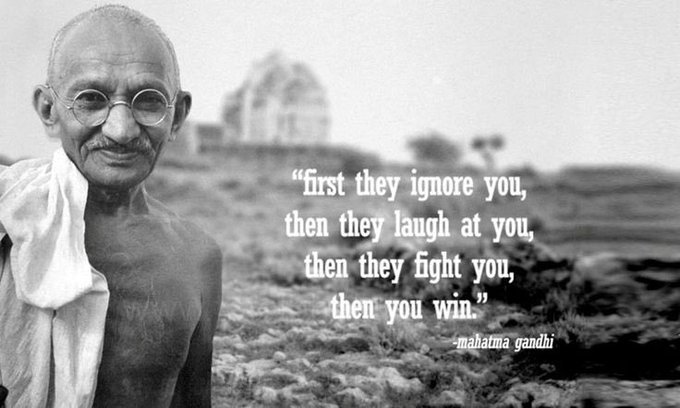 “first they ignore you,
then they laugh at you,
then they fight you,
then you win.”
-mahatma gandhi